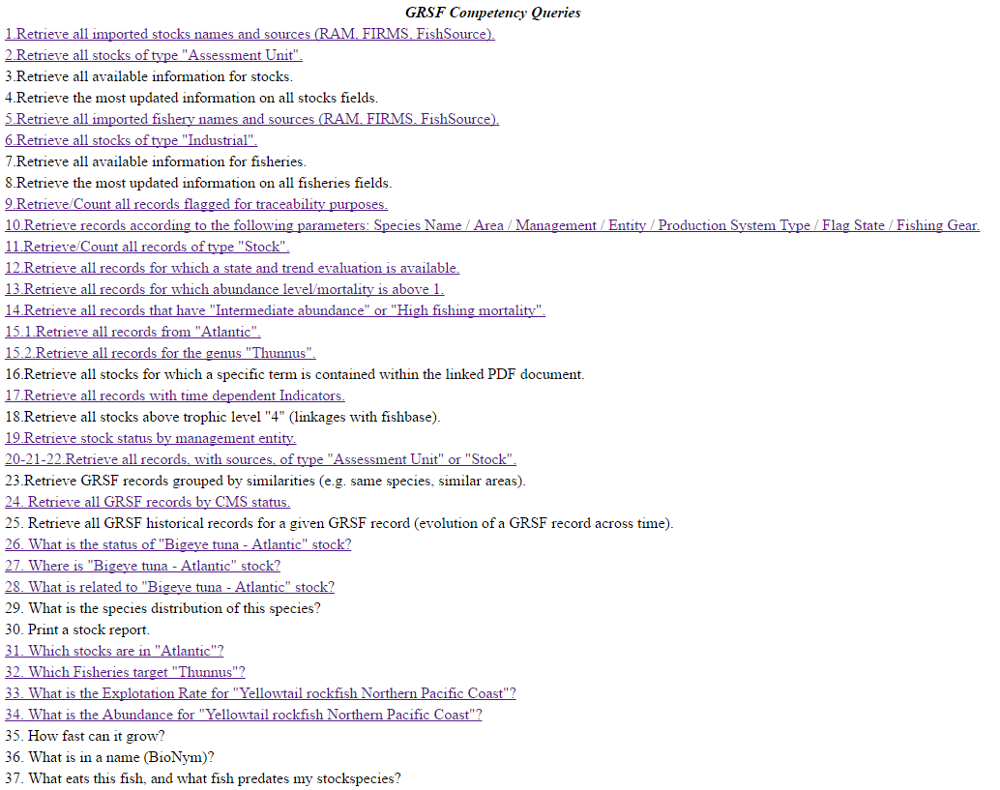 GRSF Competency Queries
1.Retrieve all imported stocks names and sources (RAM, FIRMS, FishSource).
2.Retrieve all stocks of type "Assessment Unit".
3.Retrieve all available information for stocks.
4.Retrieve the most updated information on all stocks fields.
5.Retrieve all imported fishery names and sources (RAM, FIRMS, FishSource).
6.Retrieve all stocks of type "Industrial".
7.Retrieve all available information for fisheries.
8.Retrieve the most updated information on all fisheries fields.
9.Retrieve/Count all records flagged for traceability purposes.
10.Retrieve records according to the following parameters: Species Name / Area / Management / Entity / Production System Type / Flag State / Fishing Gear.
11.Retrieve/Count all records of type "Stock".
12.Retrieve all records for which a state and trend evaluation is available.
13.Retrieve all records for which abundance level/mortality is above 1.
14.Retrieve all records that have "Intermediate abundance" or "High fishing mortality".
15.1.Retrieve all records from "Atlantic".
15.2.Retrieve all records for the genus "Thunnus".
16.Retrieve all stocks for which a specific term is contained within the linked PDF document.
17.Retrieve all records with time dependent Indicators.
18.Retrieve all stocks above trophic level "4" (linkages with fishbase).
19.Retrieve stock status by management entity.
20-21-22.Retrieve all records, with sources, of type "Assessment Unit" or "Stock".
23.Retrieve GRSF records grouped by similarities (e.g. same species, similar areas).
24. Retrieve all GRSF records by CMS status.
25. Retrieve all GRSF historical records for a given GRSF record (evolution of a GRSF record across time).
26. What is the status of "Bigeye tuna - Atlantic" stock?
27. Where is "Bigeye tuna - Atlantic" stock?
28. What is related to "Bigeye tuna - Atlantic" stock?
29. What is the species distribution of this species?
30. Print a stock report.
31. Which stocks are in "Atlantic"?
32. Which Fisheries target "Thunnus"?
33. What is the Explotation Rate for "Yellowtail rockfish Northern Pacific Coast"?
34. What is the Abundance for "Yellowtail rockfish Northern Pacific Coast"?
35. How fast can it grow?
36. What is in a name (BioNym)?
37. What eats this fish, and what fish predates my stockspecies?